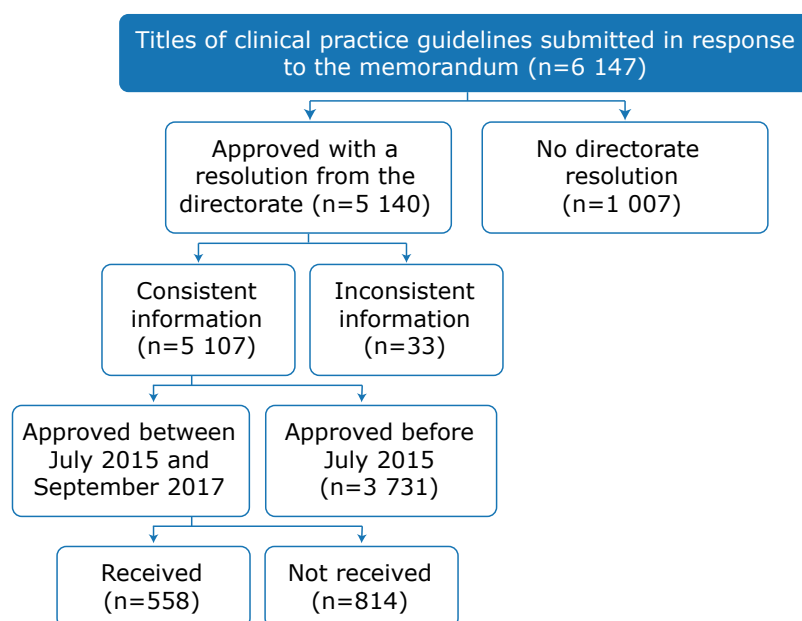 Titles of clinical practice guidelines submitted in response
to the memorandum (n=6 147)
Approved with a
resolution from the
directorate (n=5 140)
No directorate
resolution
(n=1 007)
Consistent
information
(n=5 107)
Inconsistent
information
(n=33)
Approved between
July 2015 and
September 2017
Approved before
July 2015
(n=3 731)
Received
(n=558)
Not received
(n=814)